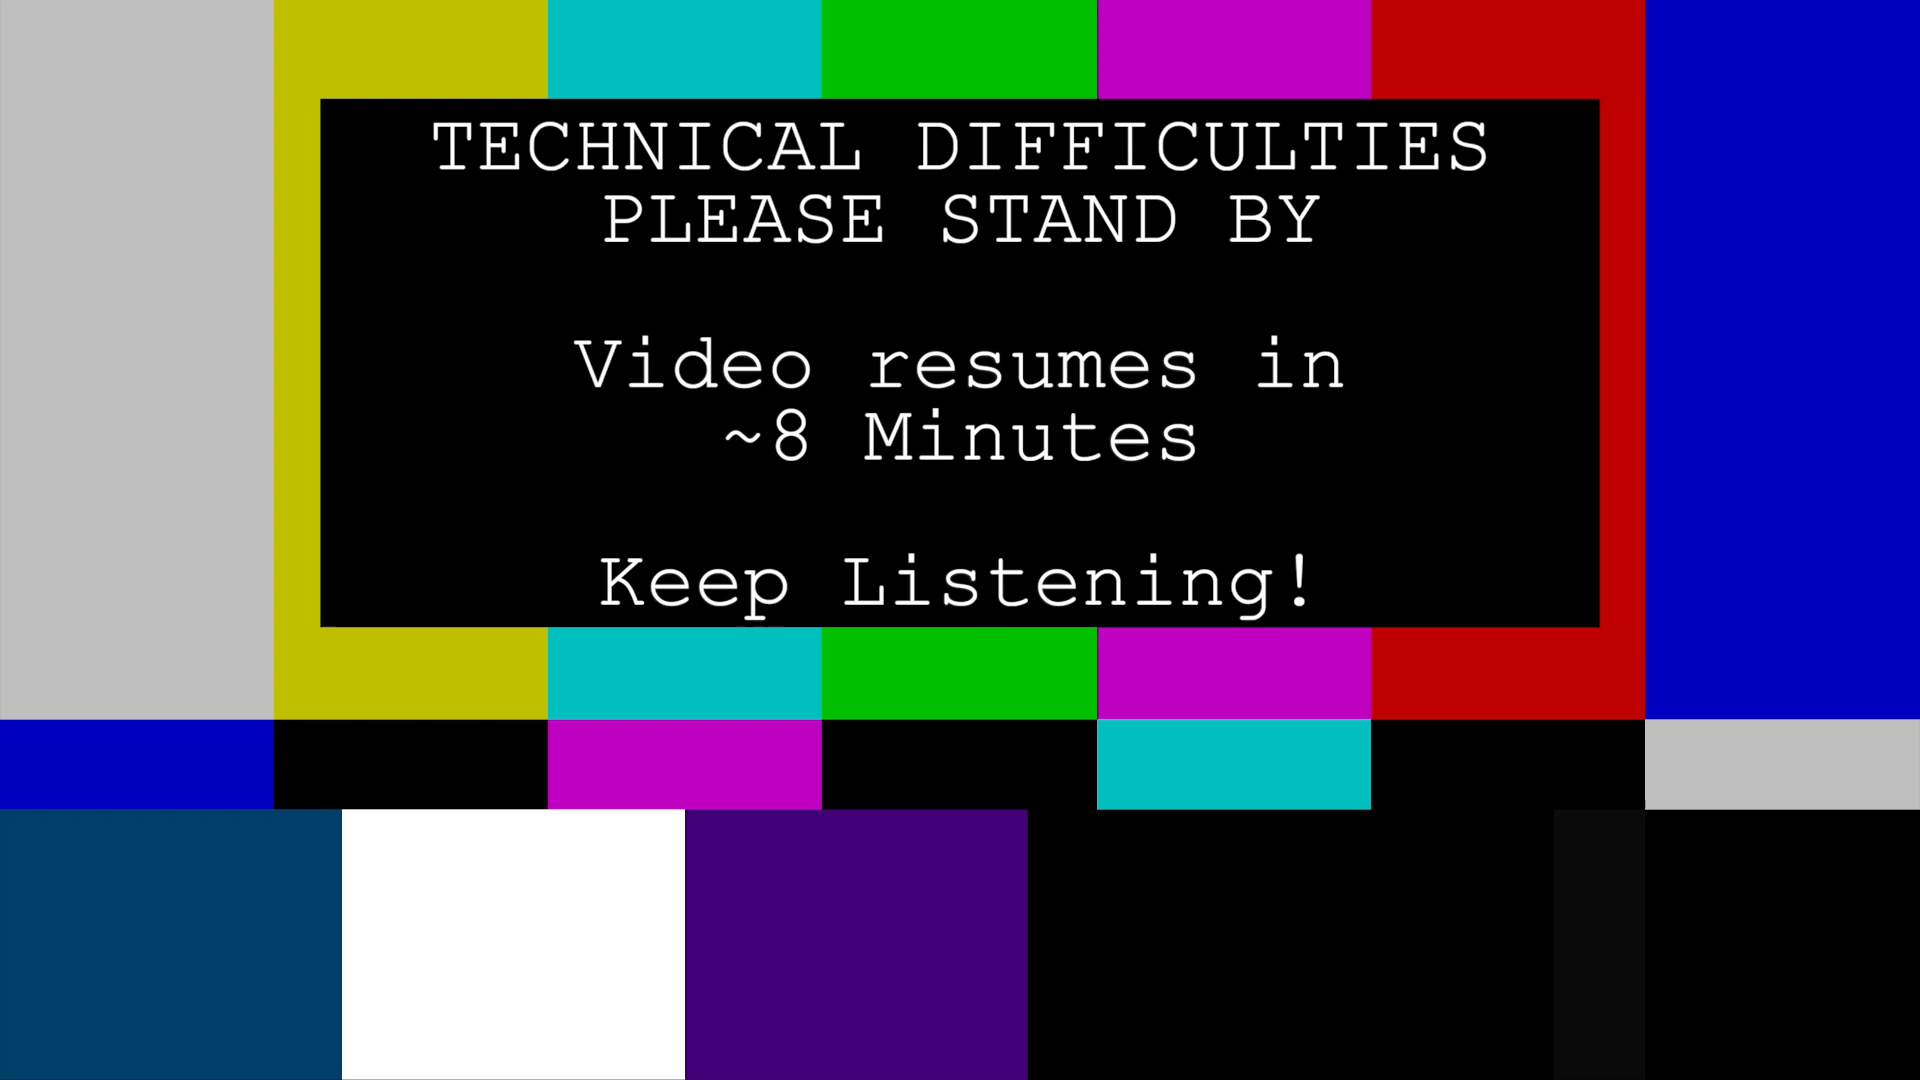 TECHNICAL DIFFICULTIES
PLEASE STAND BY
Video resumes in
~8 Minutes
Keep Listening!